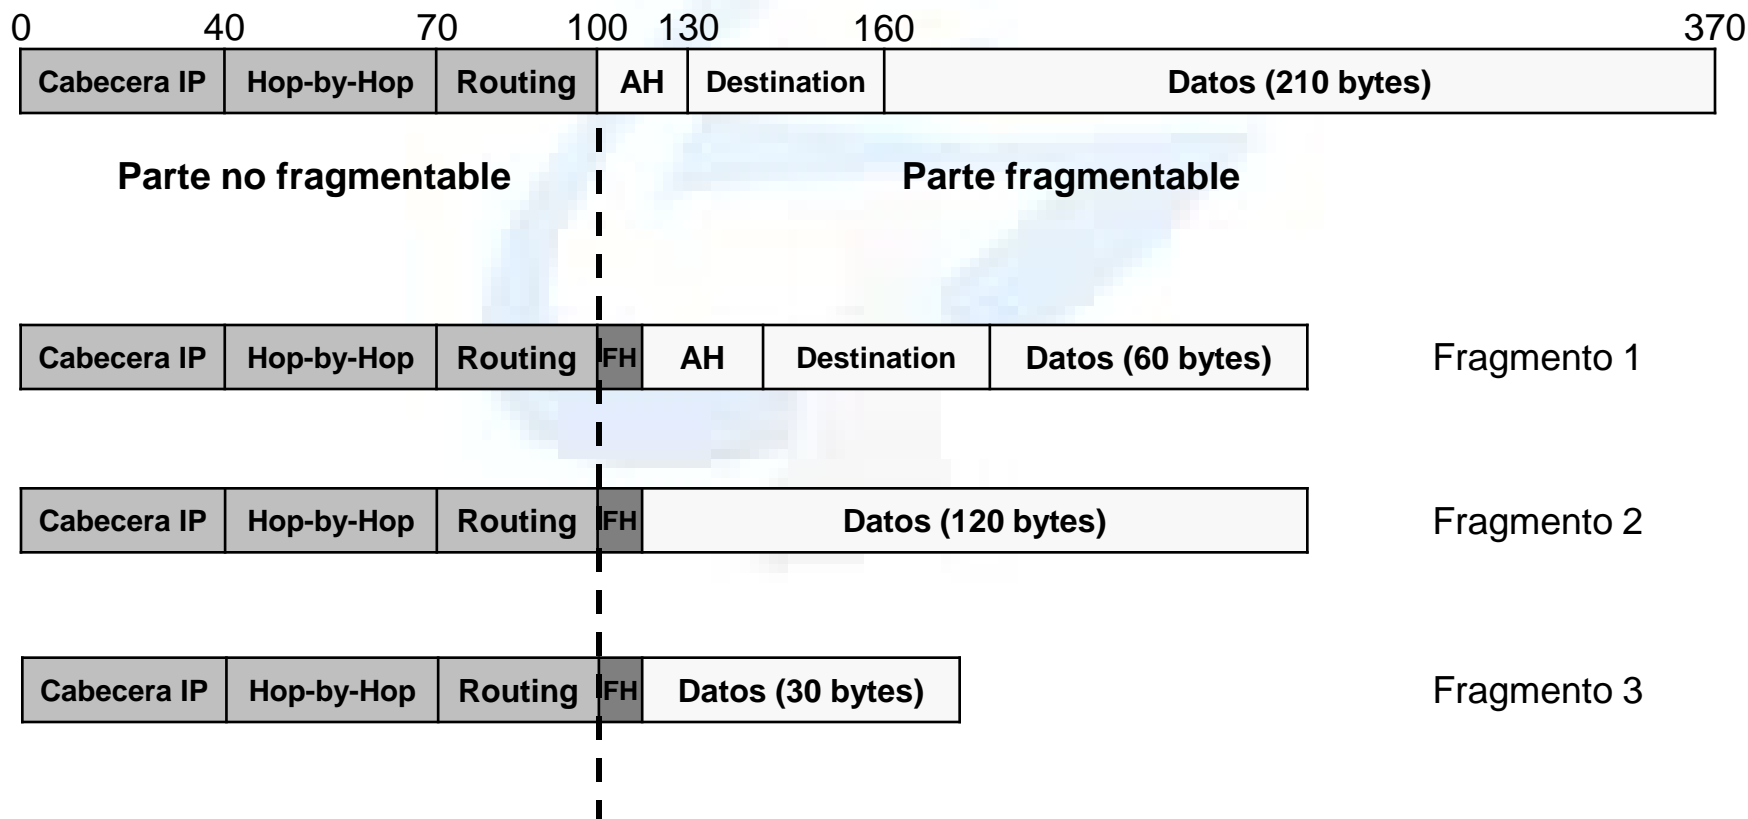 0 40 70 100 130 160 370
Cabecera IP Hop-by-Hop Routing AH Destination Datos (210 bytes)
Parte no fragmentable Parte fragmentable
Cabecera IP Hop-by-Hop Routing FH AH Destination Datos (60 bytes) Fragmento 1
Cabecera IP Hop-by-Hop Routing FH Datos (120 bytes) Fragmento 2
Cabecera IP Hop-by-Hop Routing FH Datos (30 bytes) Fragmento 3